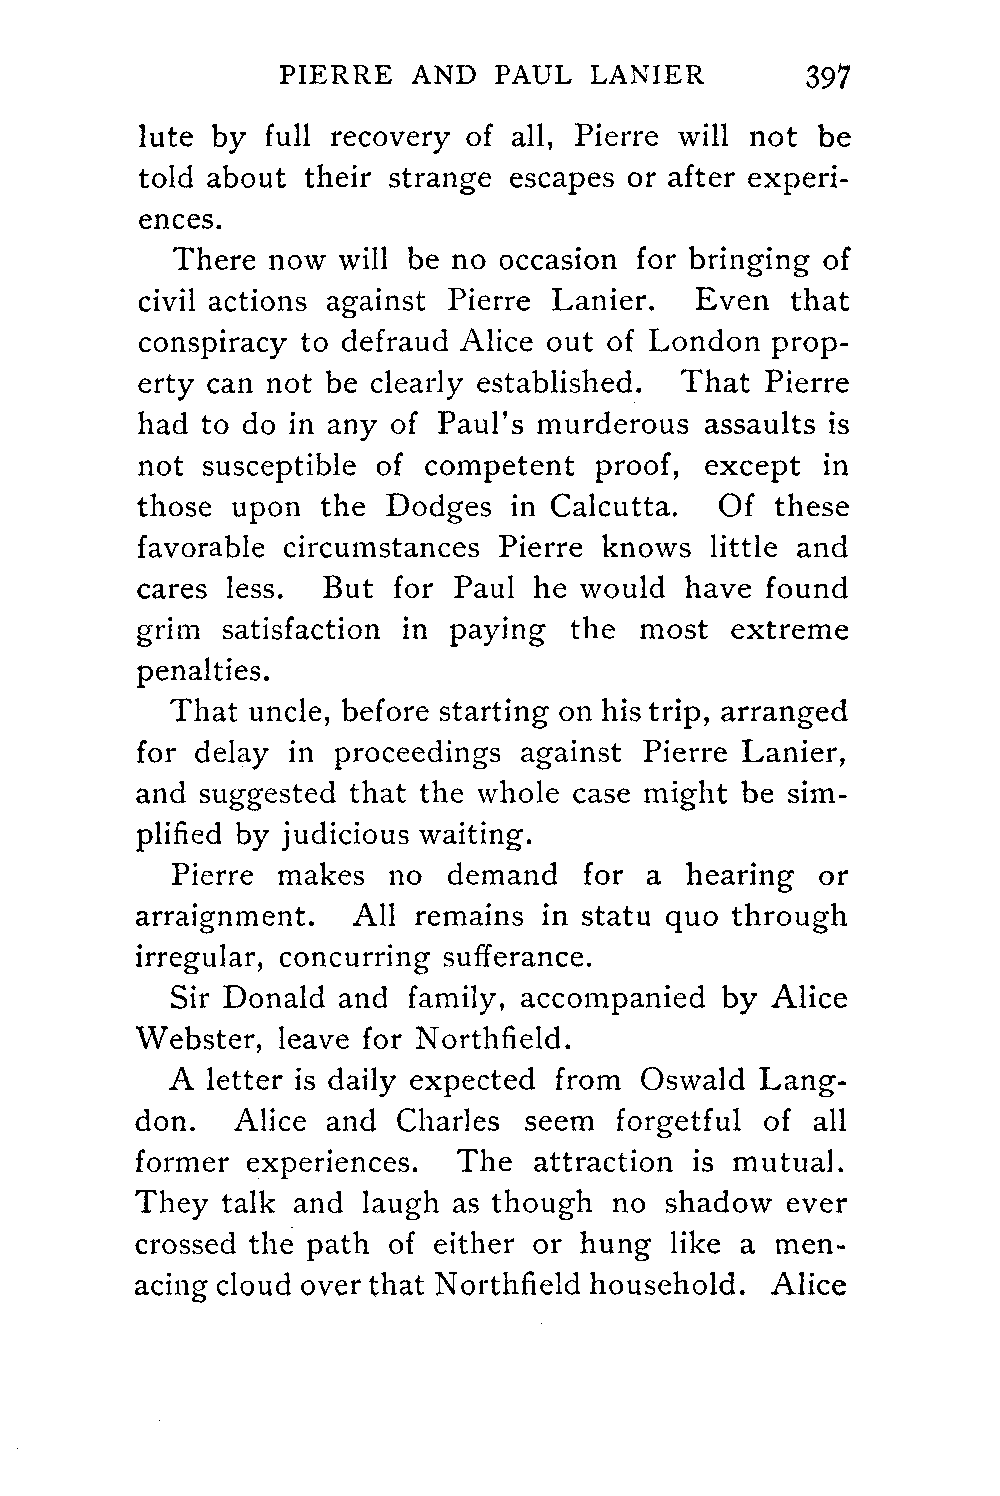 PIERRE AND PAUL LANIER 397
lute by full recovery of all, Pierre will not be
told about their strange escapes or after experi-
ences.
There now will be no occasion for bringing of
civil actions against Pierre Lanier. Even that
conspiracy to defraud Alice out of London prop-
erty can not be clearly established. That Pierre
had to do in any of Paul's murderous assaults is
not susceptible of competent proof, except in
those upon the Dodges in Calcutta. Of these
favorable circumstances Pierre knows little and
cares less. But for Paul he would have found
grim satisfaction in paying the most extreme
penalties.
That uncle, before starting on his trip, arranged
for delay in proceedings against Pierre Lanier,
and suggested that the whole case might be sim-
plified by judicious waiting.
Pierre makes no demand for a hearing or
arraignment. All remains in statu quo through
irregular, concurring sufferance.
Sir Donald and family, accompanied by Alice
Webster, leave for Northfield.
A letter is daily expected from Oswald Lang-
don. Alice and Charles seem forgetful of all
former experiences. The attraction is mutual.
They talk and laugh as though no shadow ever
crossed the path of either or hung like a men-
acing cloud over that Northfield household. Alice